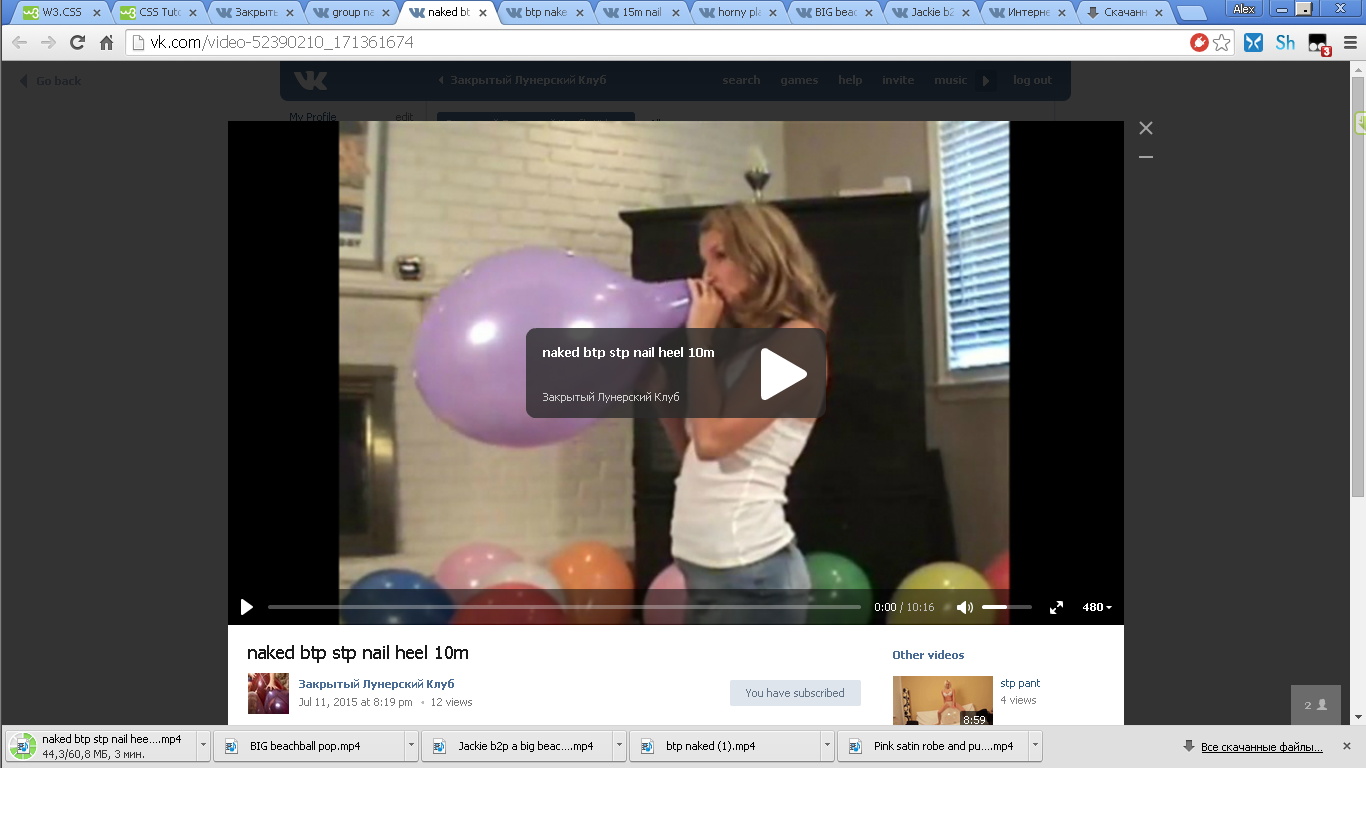 W3.CSS
CSS Tuto
Закрыть
group na
naked bt
btp nake
15m nail
horny pla
BIG beac
Jackie b2
Интерне
Скачанн
Alex
vk.com/video-52390210_171361674
Sh
3
Go back
Закрытый Лунерский Клуб
search
games
help
invite
music
log out
My Profile
edit
naked btp stp nail heel 10m
Закрытый Лунерский Клуб
0:00 / 10:16
480
naked btp stp nail heel 10m
Other videos
Закрытый Лунерский Клуб
Jul 11, 2015 at 8:19 pm • 12 views
You have subscribed
stp pant
4 views
8:59
2
naked btp stp nail hee....mp4
44,3/60,8 МБ, 3 мин.
BIG beachball pop.mp4
Jackie b2p a big beac....mp4
btp naked (1).mp4
Pink satin robe and pu....mp4
Все скачанные файлы...